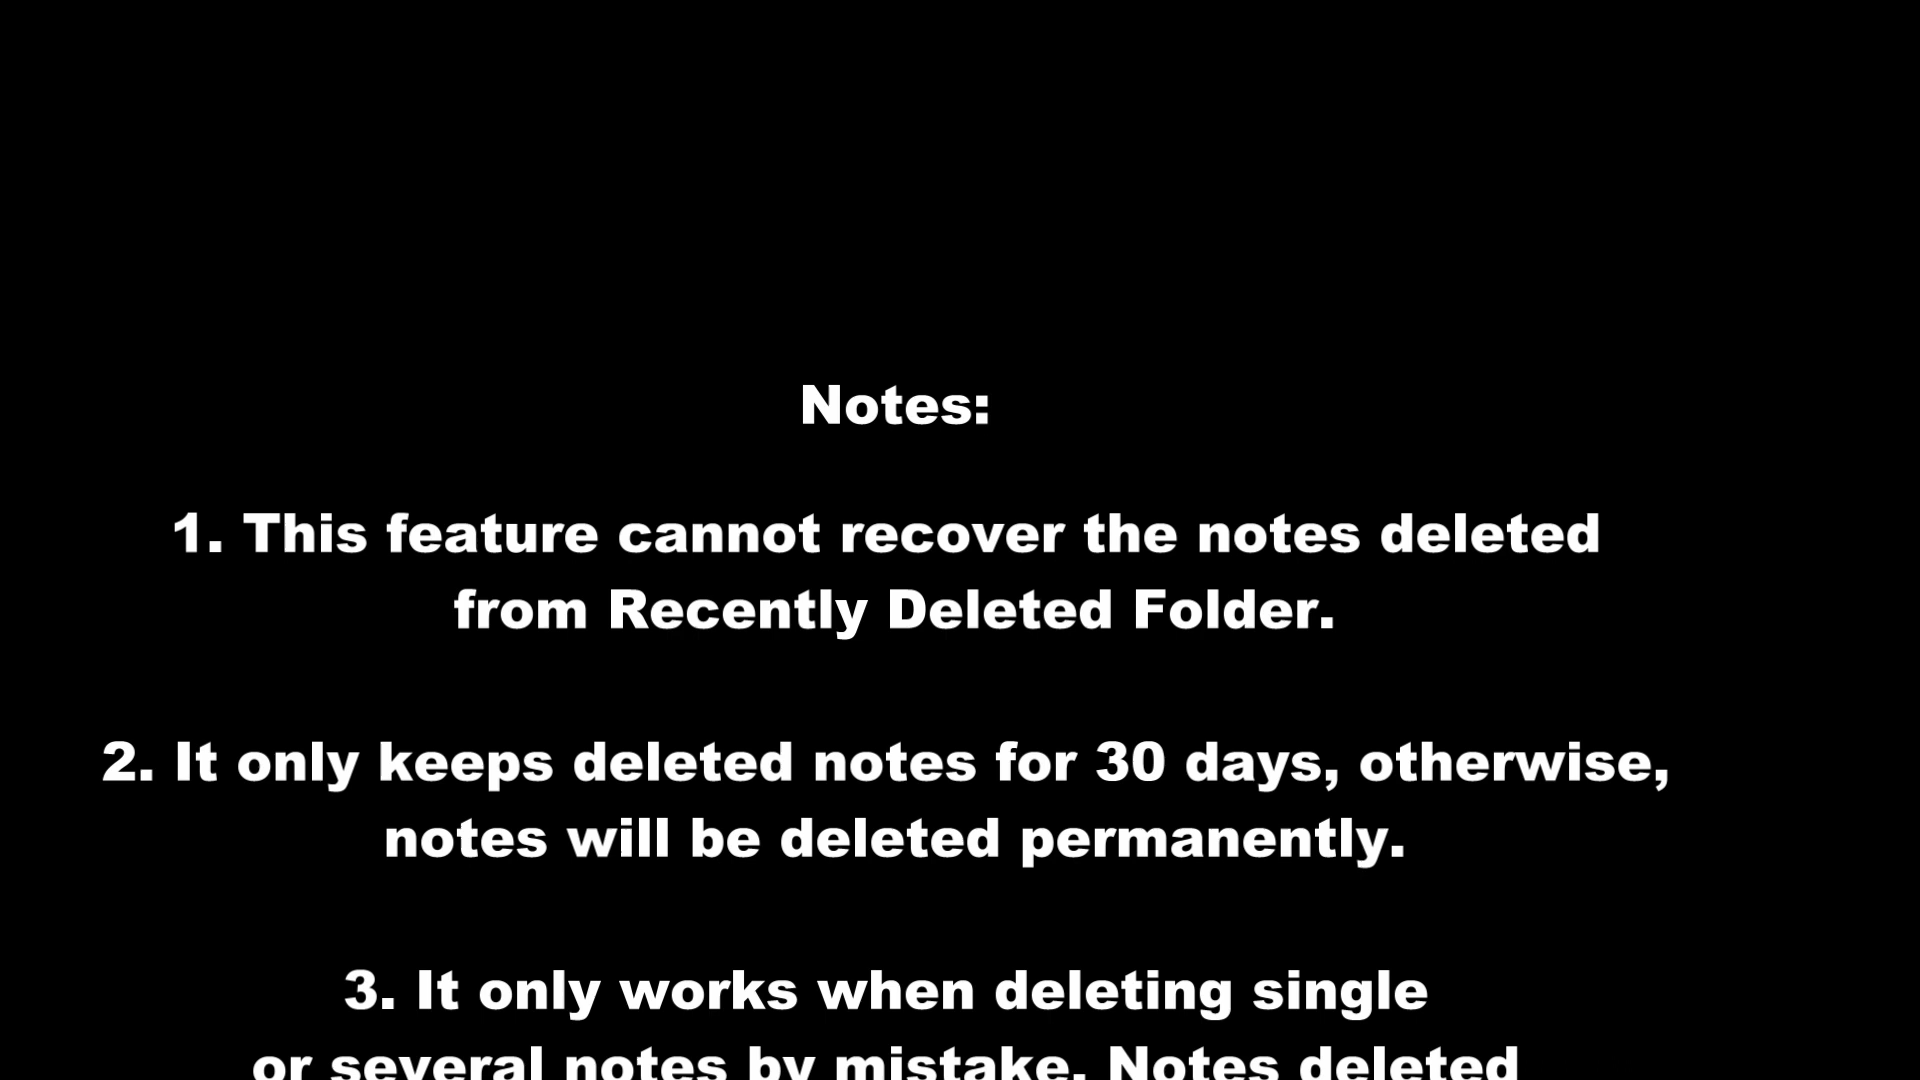 Notes:
1. This feature cannot recover the notes deleted
from Recently Deleted Folder.
2. It only keeps deleted notes for 30 days, otherwise,
notes will be deleted permanently.
3. It only works when deleting single
or several notes by mistake. Notes deleted